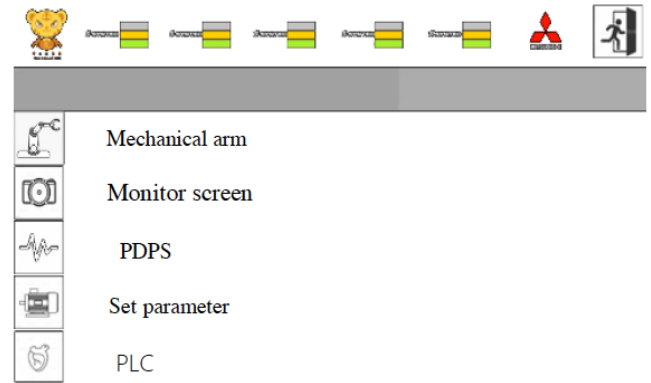 Mechanical arm
Monitor screen
PDPS
Set parameter
PLC